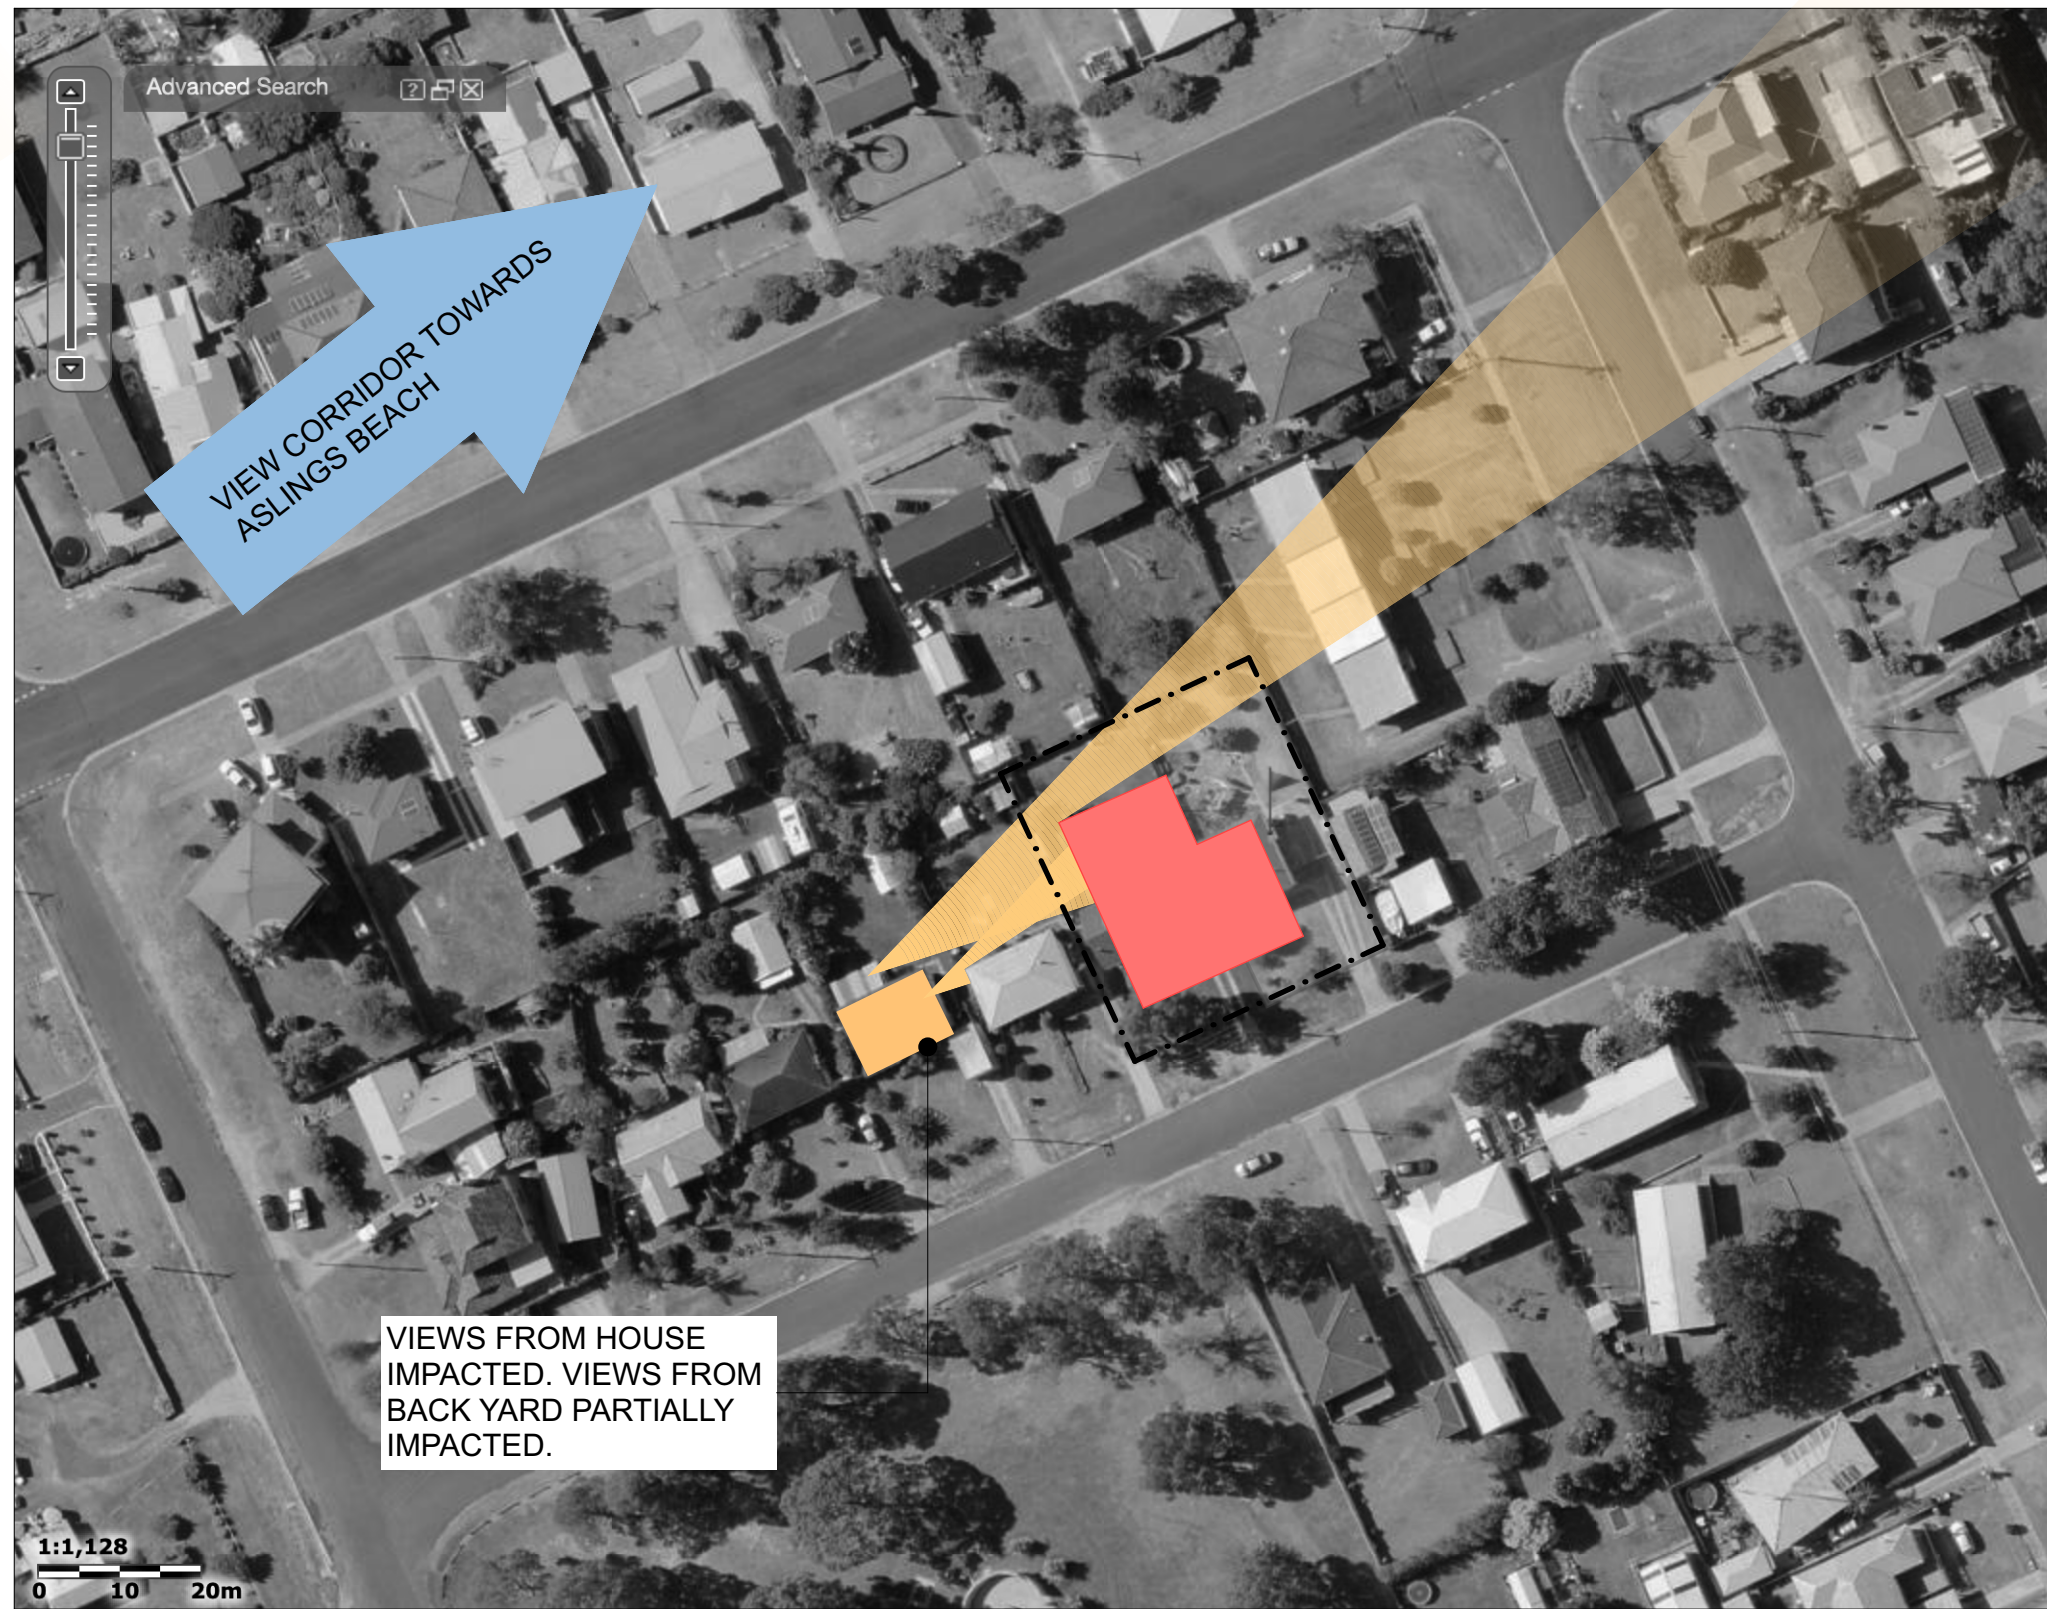 Advanced Search
VIEW CORRIDOR TOWARDS
ASLINGS BEACH
VIEWS FROM HOUSE
IMPACTED. VIEWS FROM
BACK YARD PARTIALLY
IMPACTED.
1:1,128
0 10 20m